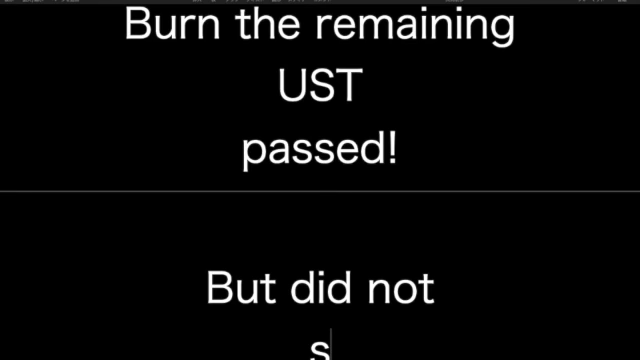 Burn the remaining
UST
passed!
But did not
s